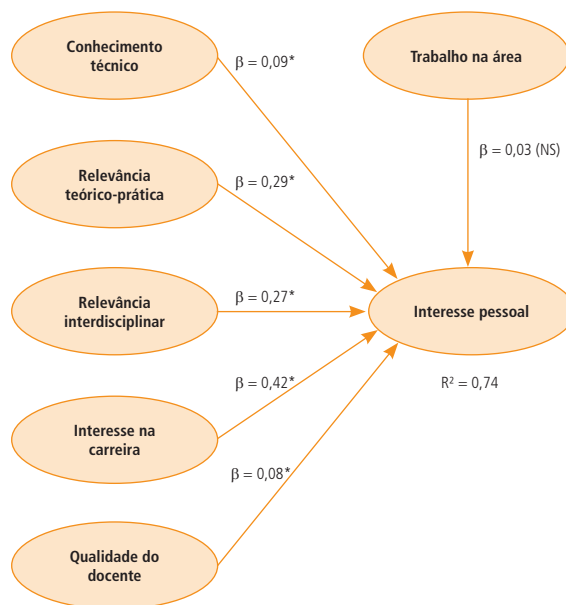 Conhecimento
técnico
β = 0,09*
Trabalho na área
β = 0,03 (NS)
Relevância
teórico-prática
β = 0,29*
Relevância
interdisciplinar
β = 0,27*
Interesse pessoal
R² = 0,74
Interesse na
carreira
β = 0,42*
Qualidade do
docente
β = 0,08*